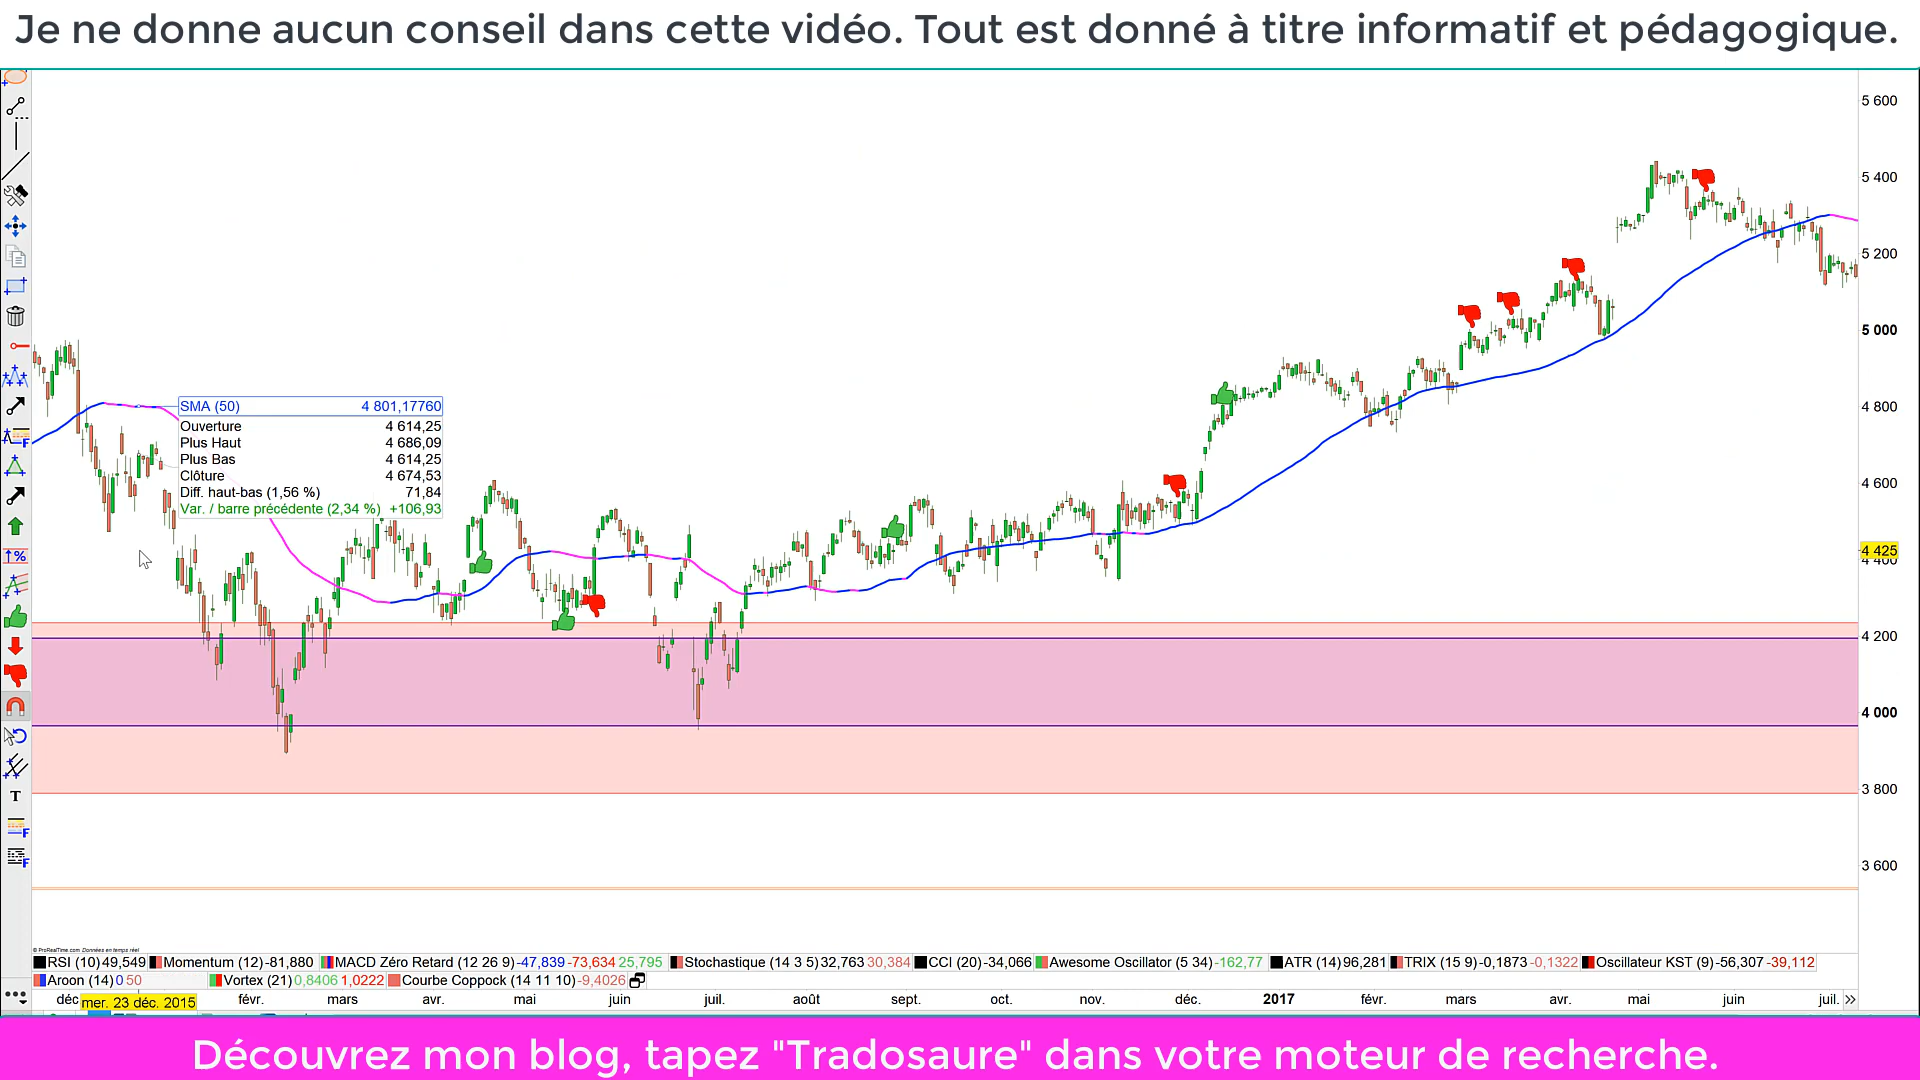 Je ne donne aucun conseil dans cette vidéo. Tout est donné à titre informatif et pédagogique.
5 600
5 400
5 200
5 000
4 800
4 600
4 425
4 400
4 200
4 000
3 800
3 600
SMA (50) 4 801,17760
Ouverture 4 614,25
Plus Haut 4 686,09
Plus Bas 4 614,25
Clôture 4 674,53
Diff. haut-bas (1,56 %) 71,84
Var. / barre précédente (2,34 %) +106,93
T
© ProRealTime.com Données en temps réel
RSI (10) 49,549 Momentum (12) -81,880 MACD Zéro Retard (12 26 9) -47,839 -73,634 25,795 Stochastique (14 3 5) 32,763 30,384 CCI (20) -34,066 Awesome Oscillator (5 34) -162,77 ATR (14) 96,281 TRIX (15 9) -0,1873 -0,1322 Oscillateur KST (9) -56,307 -39,112
Aroon (14) 0 50 Vortex (21) 0,8406 1,0222 Courbe Coppock (14 11 10) -9,4026
déc mer. 23 déc. 2015 févr. mars avr. mai juin juil. août sept. oct. nov. déc. 2017 févr. mars avr. mai juin juil.
Découvrez mon blog, tapez "Tradosaure" dans votre moteur de recherche.